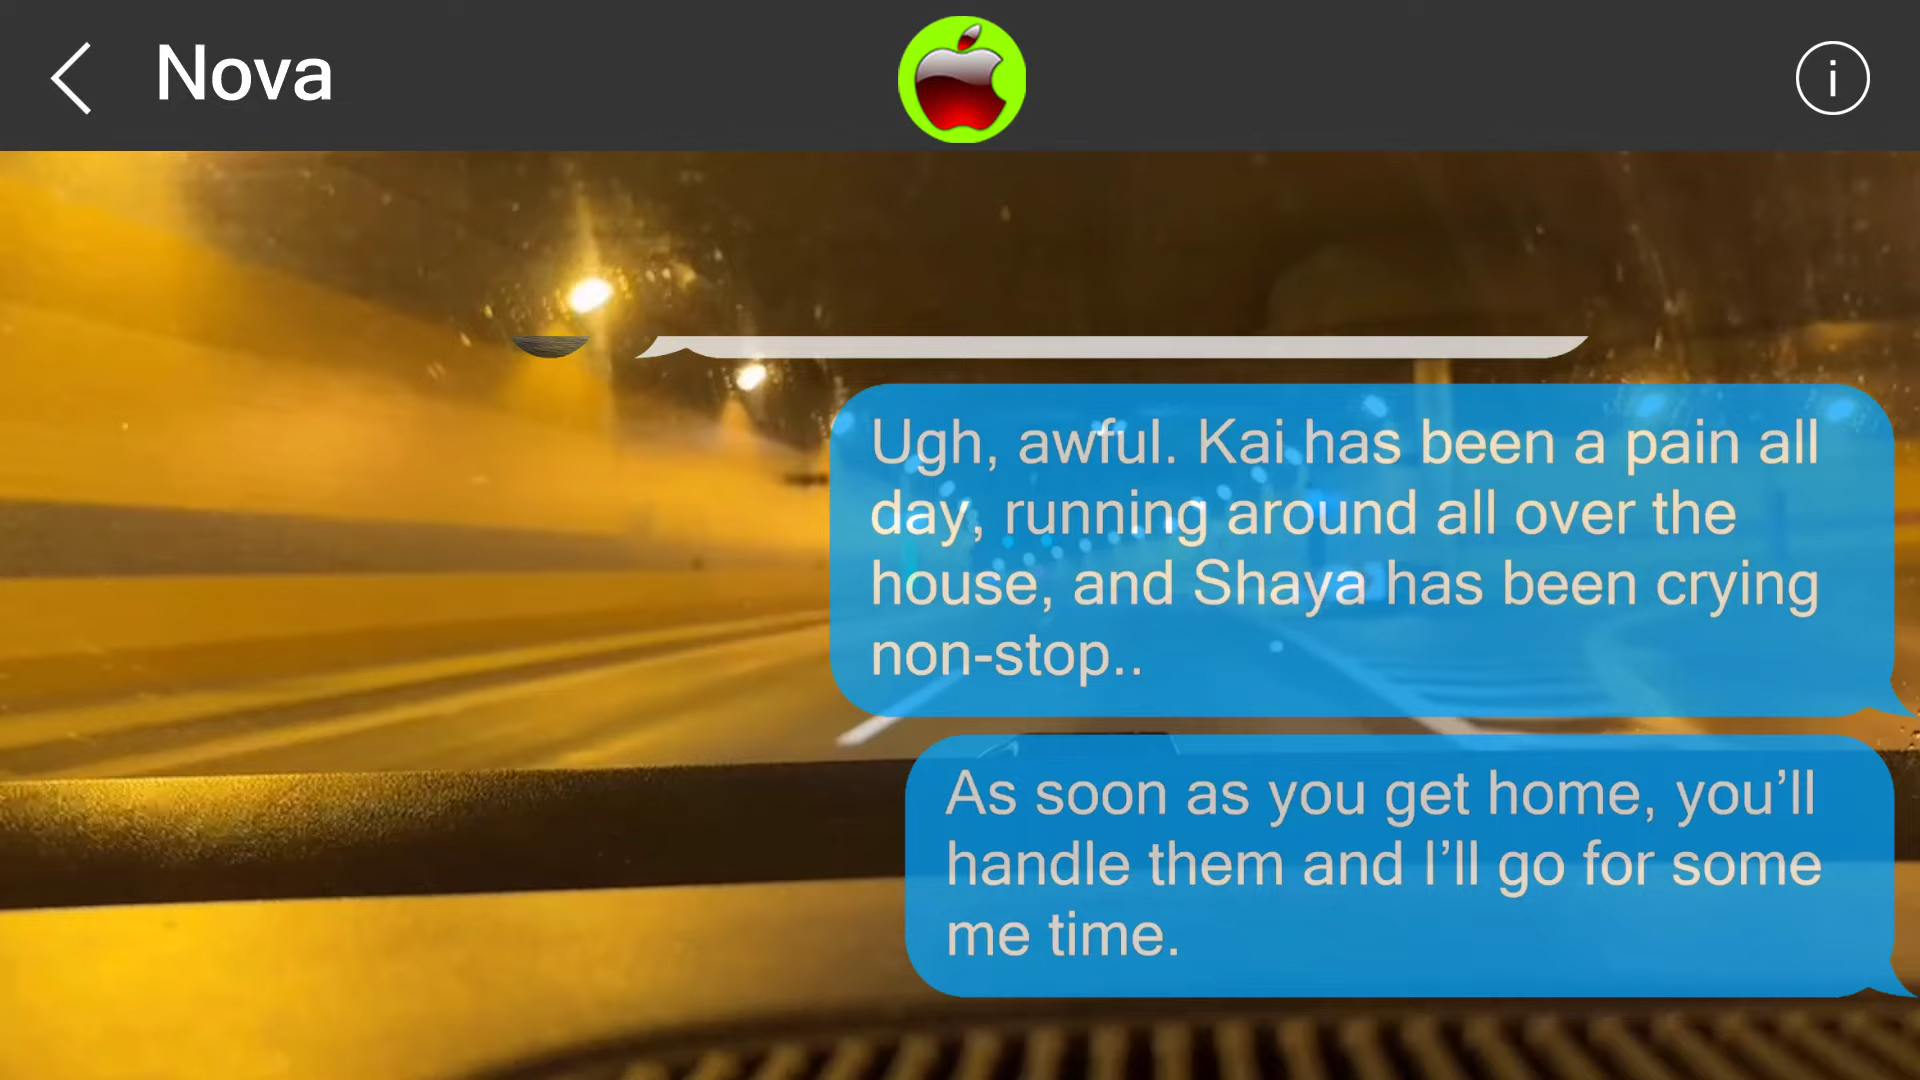 Nova
i
Ugh, awful. Kai has been a pain all
day, running around all over the
house, and Shaya has been crying
non-stop..
As soon as you get home, you’ll
handle them and I’ll go for some
me time.